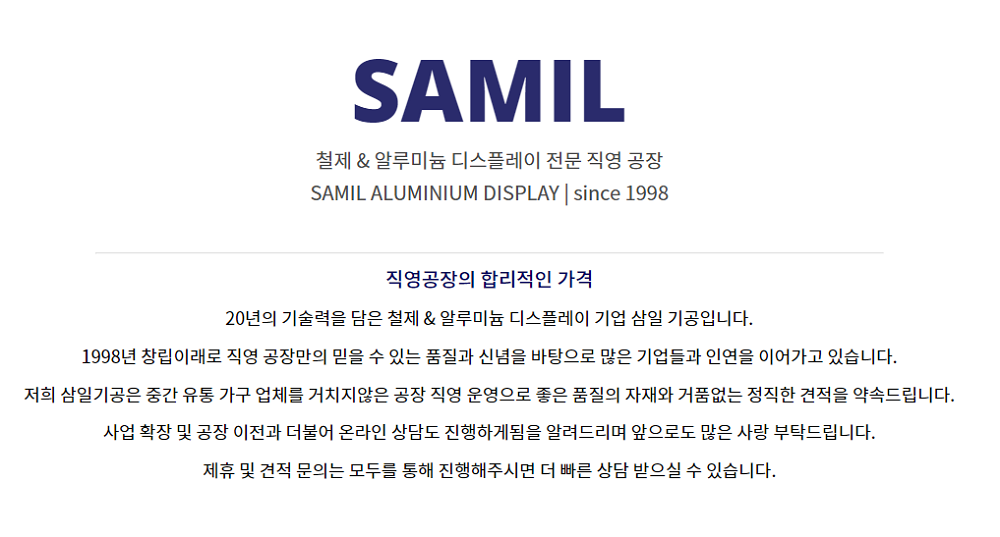 SAMIL
철제 & 알루미늄 디스플레이 전문 직영 공장
SAMIL ALUMINIUM DISPLAY | since 1998
직영공장의 합리적인 가격
20년의 기술력을 담은 철제 & 알루미늄 디스플레이 기업 삼일 기공입니다.
1998년 창립이래로 직영 공장만의 믿을 수 있는 품질과 신념을 바탕으로 많은 기업들과 인연을 이어가고 있습니다.
저희 삼일기공은 중간 유통 가구 업체를 거치지않은 공장 직영 운영으로 좋은 품질의 자재와 거품없는 정직한 견적을 약속드립니다.
사업 확장 및 공장 이전과 더불어 온라인 상담도 진행하게됨을 알려드리며 앞으로도 많은 사랑 부탁드립니다.
제휴 및 견적 문의는 모두를 통해 진행해주시면 더 빠른 상담 받으실 수 있습니다.